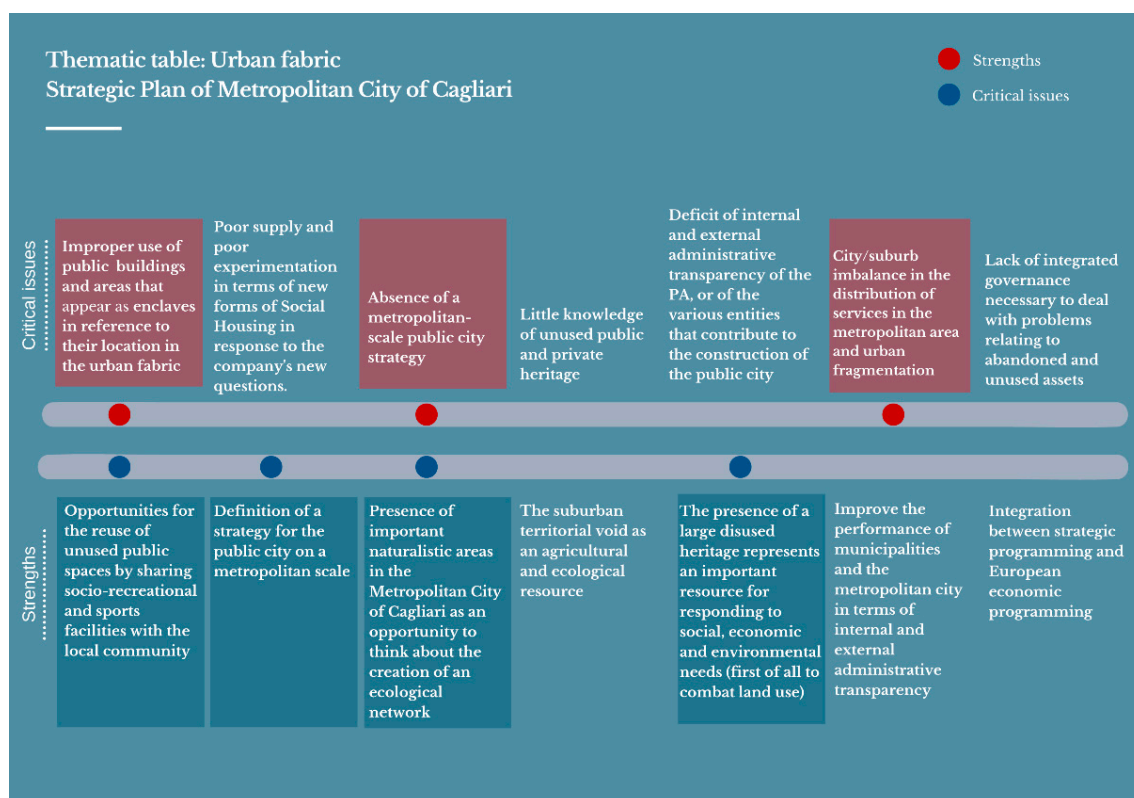 Thematic table: Urban fabric
Strategic Plan of Metropolitan City of Cagliari
Strengths
Critical issues
Critical issues
Improper use of
public buildings
and areas that
appear as enclaves
in reference to
their location in
the urban fabric
Poor supply and
poor
experimentation
in terms of new
forms of Social
Housing in
response to the
company's new
questions.
Absence of a
metropolitan-
scale public city
strategy
Little knowledge
of unused public
and private
heritage
Deficit of internal
and external
administrative
transparency of the
PA, or of the
various entities
that contribute to
the construction of
the public city
City/suburb
imbalance in the
distribution of
services in the
metropolitan area
and urban
fragmentation
Lack of integrated
governance
necessary to deal
with problems
relating to
abandoned and
unused assets
Strengths
Opportunities for
the reuse of
unused public
spaces by sharing
socio-recreational
and sports
facilities with the
local community
Definition of a
strategy for the
public city on a
metropolitan scale
Presence of
important
naturalistic areas
in the
Metropolitan City
of Cagliari as an
opportunity to
think about the
creation of an
ecological
network
The suburban
territorial void as
an agricultural
and ecological
resource
The presence of a
large disused
heritage represents
an important
resource for
responding to
social, economic
and environmental
needs (first of all to
combat land use)
Improve the
performance of
municipalities
and the
metropolitan city
in terms of
internal and
external
administrative
transparency
Integration
between strategic
programming and
European
economic
programming